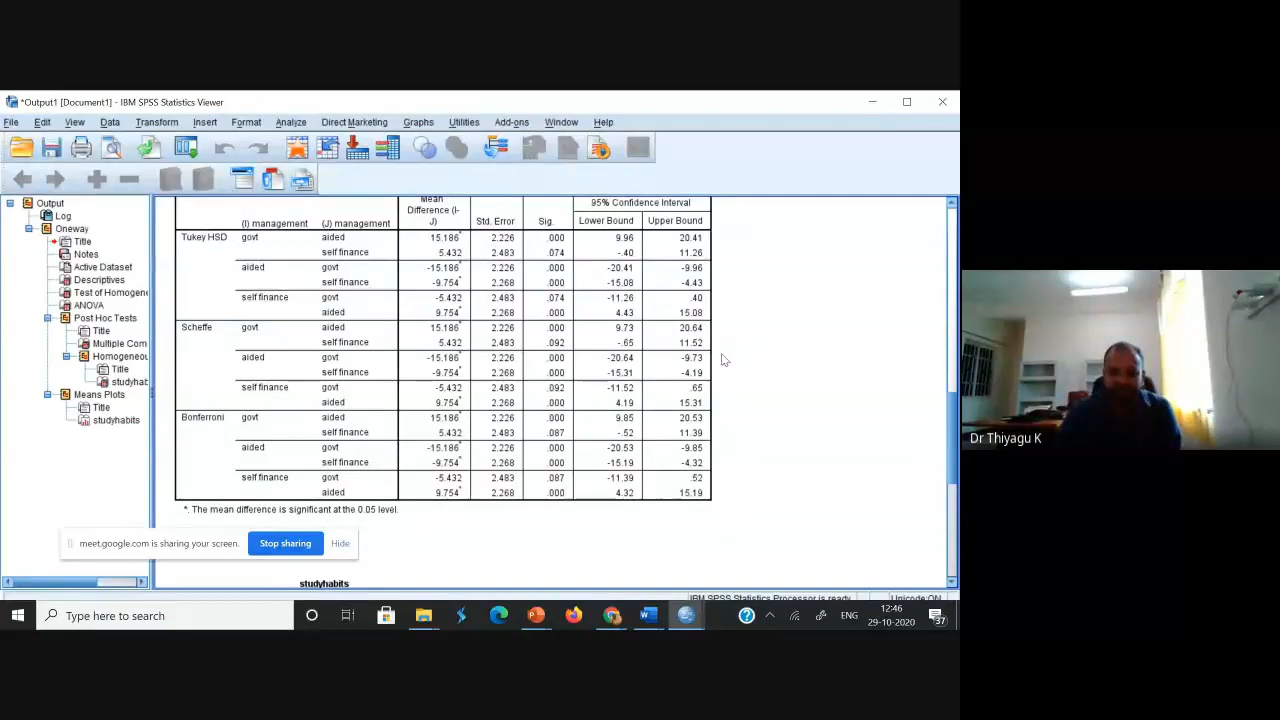 *Output1 [Document1] - IBM SPSS Statistics Viewer
File Edit View Data Transform Insert Format Direct Marketing Graphs Utilities Add-ons Window Help
Output
Log
Oneway
Title
Notes
Active Dataset
Descriptives
Test of Homogen
ANOVA
Post Hoc Tests
Title
Multiple Com
Homogeneou
Title
studyhab
Means Plots
Title
studyhabits
Mean 95% Confidence Interval
Difference (I-
(I) management (J) management J) Std. Error Sig. Lower Bound Upper Bound
Tukey HSD govt aided 15.186* 2.226 .000 9.96 20.41
self finance 5.432 2.483 .074 -.40 11.26
aided govt -15.186* 2.226 .000 -20.41 -9.96
self finance -9.754* 2.268 .000 -15.08 -4.43
self finance govt -5.432 2.483 .074 -11.26 .40
aided 9.754* 2.268 .000 4.43 15.08
Scheffe govt aided 15.186* 2.226 .000 9.73 20.64
self finance 5.432 2.483 .092 -.65 11.52
aided govt -15.186* 2.226 .000 -20.64 -9.73
self finance -9.754* 2.268 .000 -15.31 -4.19
self finance govt -5.432 2.483 .092 -11.52 .65
aided 9.754* 2.268 .000 4.19 15.31
Bonferroni govt aided 15.186* 2.226 .000 9.85 20.53
self finance 5.432 2.483 .087 -.52 11.39
aided govt -15.186* 2.226 .000 -20.53 -9.85
self finance -9.754* 2.268 .000 -15.19 -4.32
self finance govt -5.432 2.483 .087 -11.39 .52
aided 9.754* 2.268 .000 4.32 15.19
*. The mean difference is significant at the 0.05 level.
meet.google.com is sharing your screen. Stop sharing Hide
studyhabits
IBM SPSS Statistics Processor is ready Unicode:ON
Type here to search
ENG
12:46
29-10-2020
37
Dr Thiyagu K